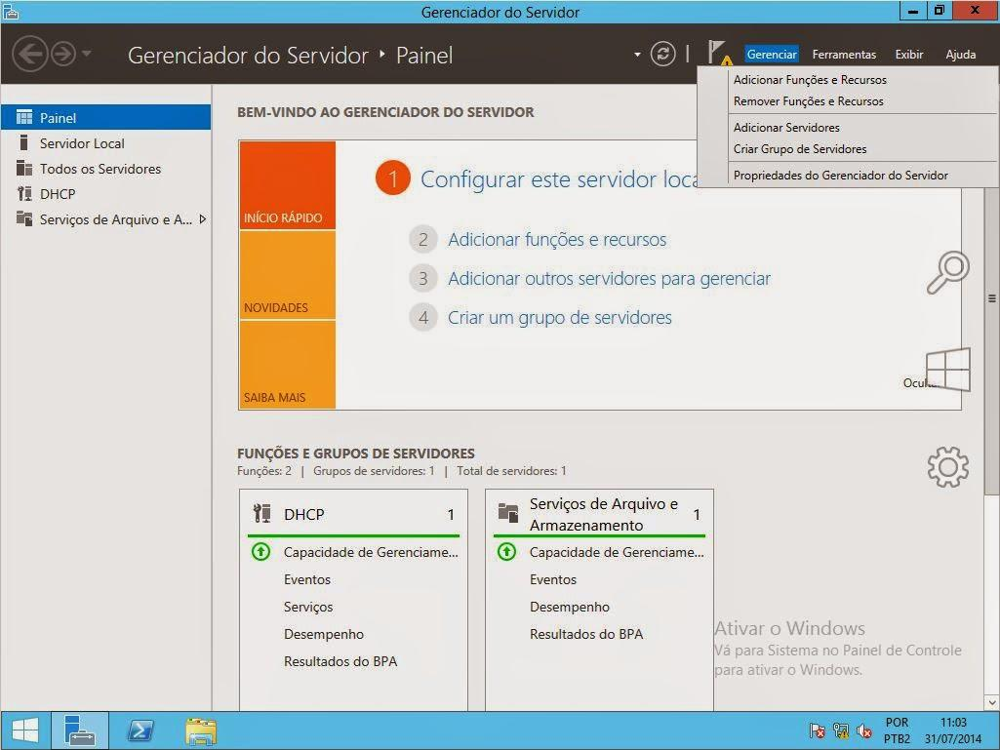 Gerenciador do Servidor
Gerenciador do Servidor ‣ Painel
Gerenciar Ferramentas Exibir Ajuda
Adicionar Funções e Recursos
Remover Funções e Recursos
Adicionar Servidores
Criar Grupo de Servidores
Propriedades do Gerenciador do Servidor
Painel
Servidor Local
Todos os Servidores
DHCP
Serviços de Arquivo e A...
BEM-VINDO AO GERENCIADOR DO SERVIDOR
INÍCIO RÁPIDO
NOVIDADES
SAIBA MAIS
1 Configurar este servidor loca
2 Adicionar funções e recursos
3 Adicionar outros servidores para gerenciar
4 Criar um grupo de servidores
Oculta
FUNÇÕES E GRUPOS DE SERVIDORES
Funções: 2 | Grupos de servidores: 1 | Total de servidores: 1
DHCP 1
Capacidade de Gerenciame...
Eventos
Serviços
Desempenho
Resultados do BPA
Serviços de Arquivo e
Armazenamento 1
Capacidade de Gerenciame...
Eventos
Desempenho
Resultados do BPA
Ativar o Windows
Vá para Sistema no Painel de Controle
para ativar o Windows.
POR
PTB2
11:03
31/07/2014